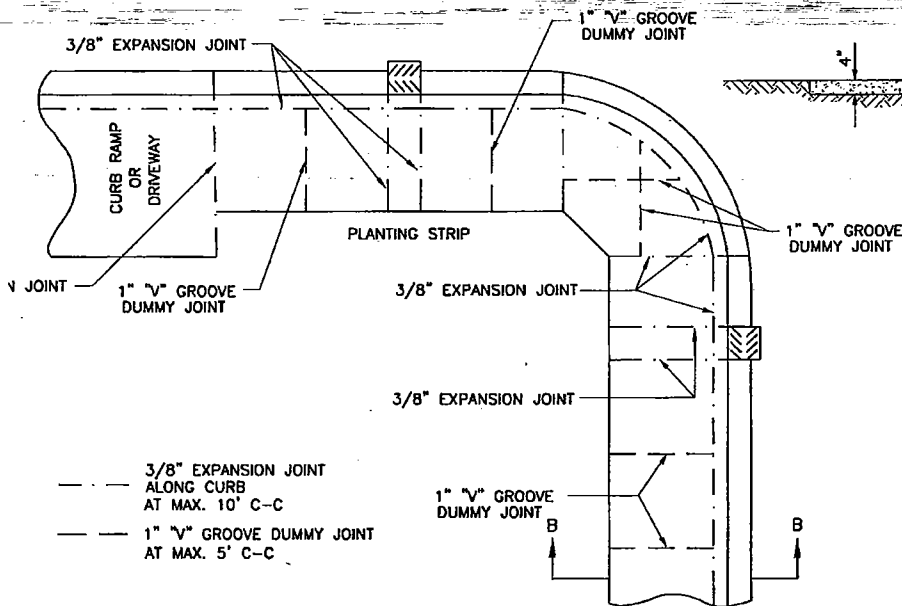 1" "V" GROOVE
DUMMY JOINT
3/8" EXPANSION JOINT
4"
CURB RAMP
OR
DRIVEWAY
PLANTING STRIP
1" "V" GROOVE
DUMMY JOINT
N JOINT
1" "V" GROOVE
DUMMY JOINT
3/8" EXPANSION JOINT
3/8" EXPANSION JOINT
3/8" EXPANSION JOINT
ALONG CURB
AT MAX. 10' C-C
1" "V" GROOVE
DUMMY JOINT
1" "V" GROOVE DUMMY JOINT
AT MAX. 5' C-C
B
B